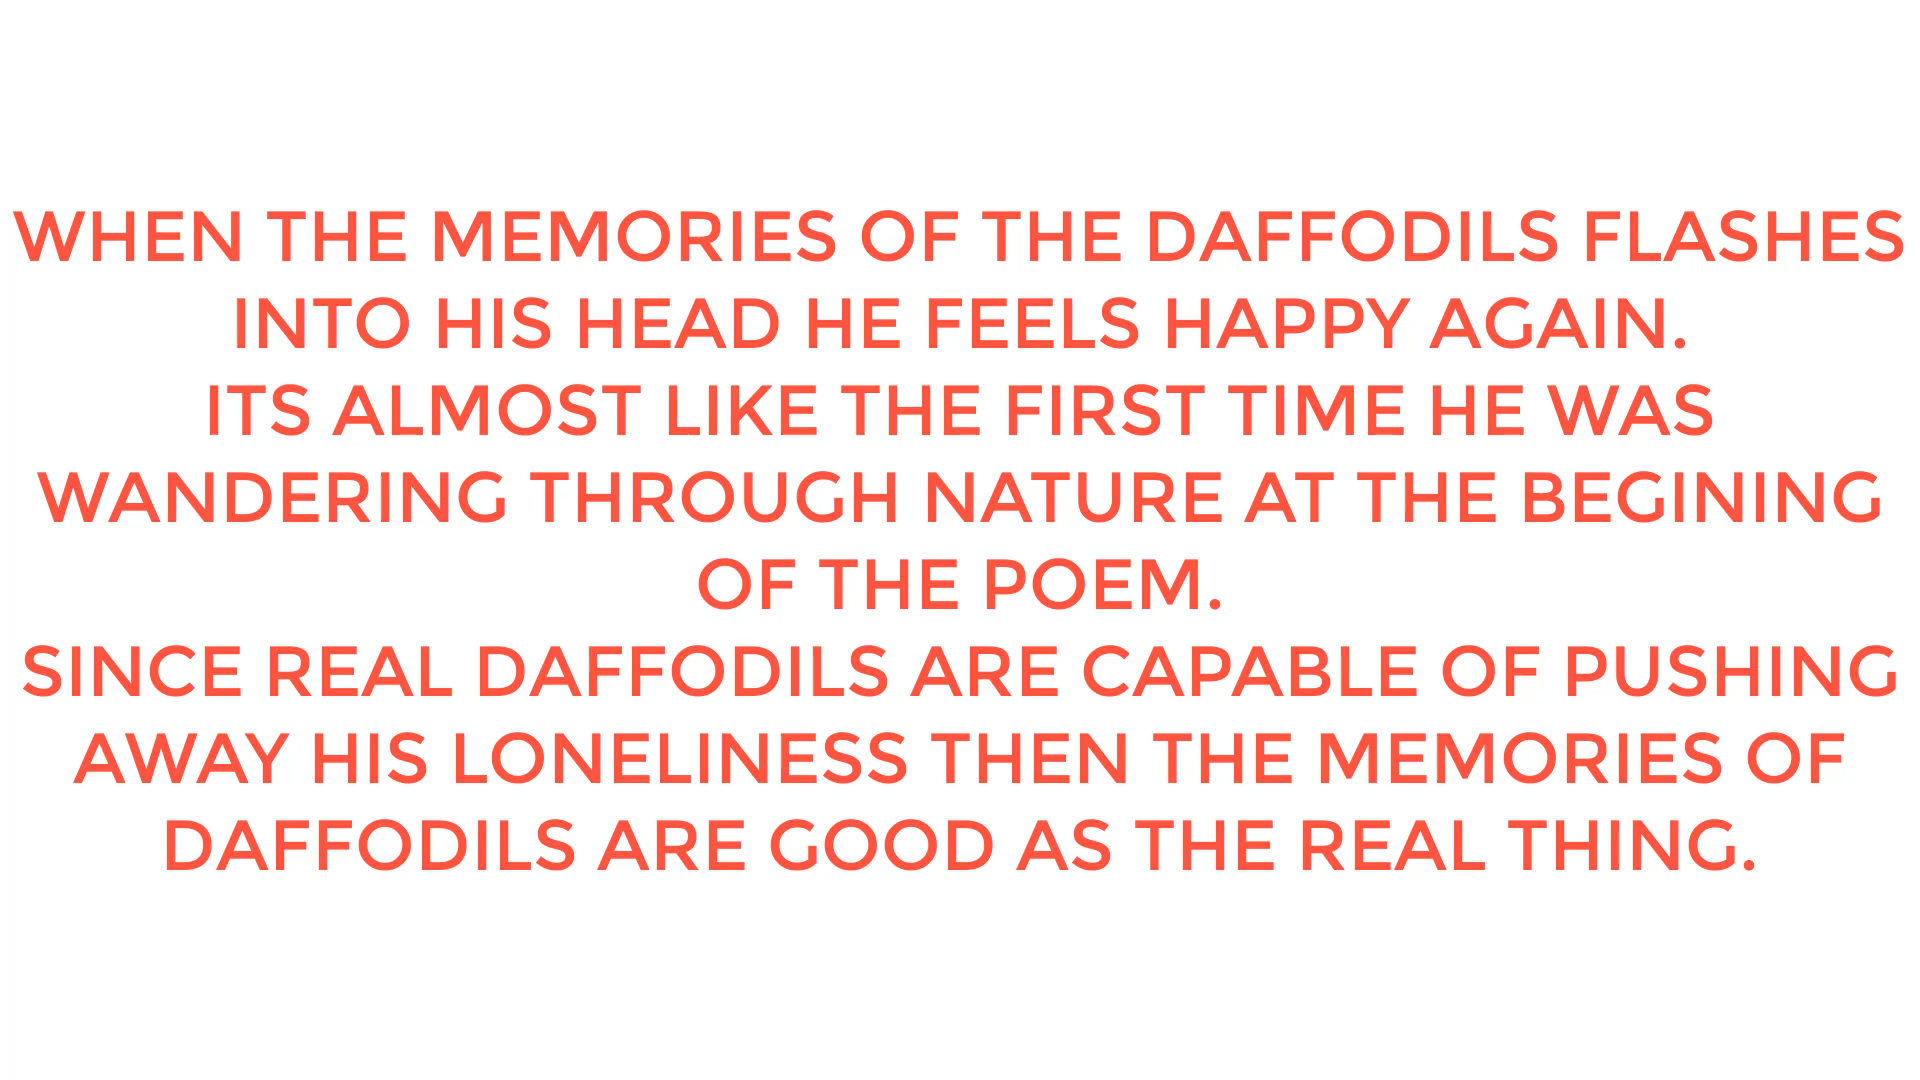 WHEN THE MEMORIES OF THE DAFFODILS FLASHES
INTO HIS HEAD HE FEELS HAPPY AGAIN.
ITS ALMOST LIKE THE FIRST TIME HE WAS
WANDERING THROUGH NATURE AT THE BEGINING
OF THE POEM.
SINCE REAL DAFFODILS ARE CAPABLE OF PUSHING
AWAY HIS LONELINESS THEN THE MEMORIES OF
DAFFODILS ARE GOOD AS THE REAL THING.